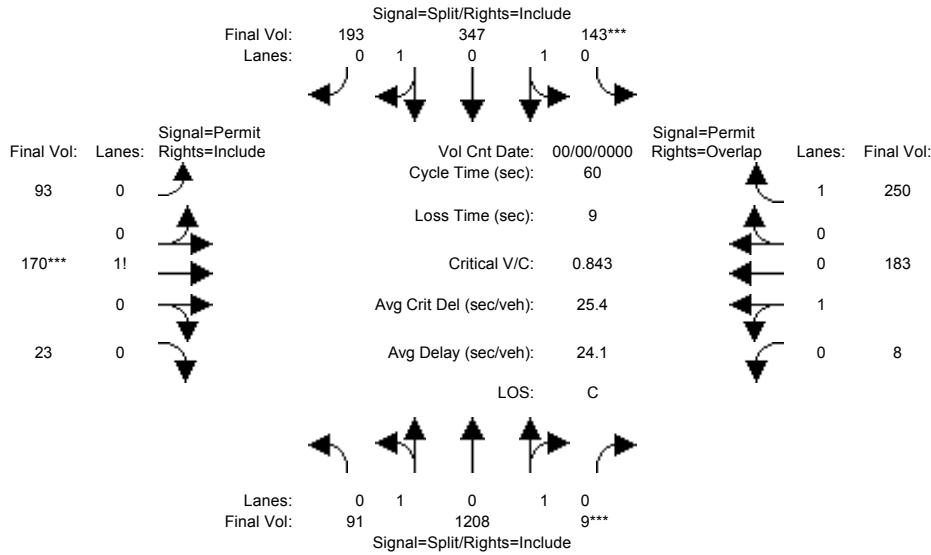 Signal=Split/Rights=Include
Final Vol: 193 347 143***
Lanes: 0 1 0 1 0
Signal=Permit Signal=Permit
Final Vol: Lanes: Rights=Include Vol Cnt Date: 00/00/0000 Rights=Overlap Lanes: Final Vol:
Cycle Time (sec): 60
93 0 1 250
Loss Time (sec): 9
0 0
170*** 1! Critical V/C: 0.843 0 183
0 Avg Crit Del (sec/veh): 25.4 1
23 0 Avg Delay (sec/veh): 24.1 0 8
LOS: C
Lanes: 0 1 0 1 0
Final Vol: 91 1208 9***
Signal=Split/Rights=Include